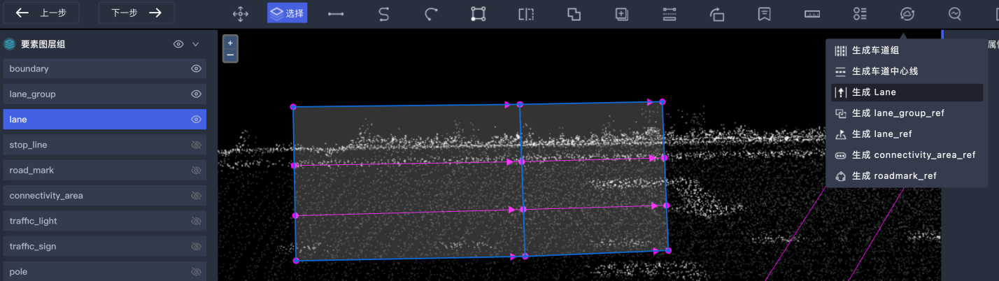 上一步
下一步
选择
要素图层组
boundary
lane_group
lane
stop_line
road_mark
connectivity_area
traffic_light
traffic_sign
pole
+
−
生成车道组
生成车道中心线
生成 Lane
生成 lane_group_ref
生成 lane_ref
生成 connectivity_area_ref
生成 roadmark_ref